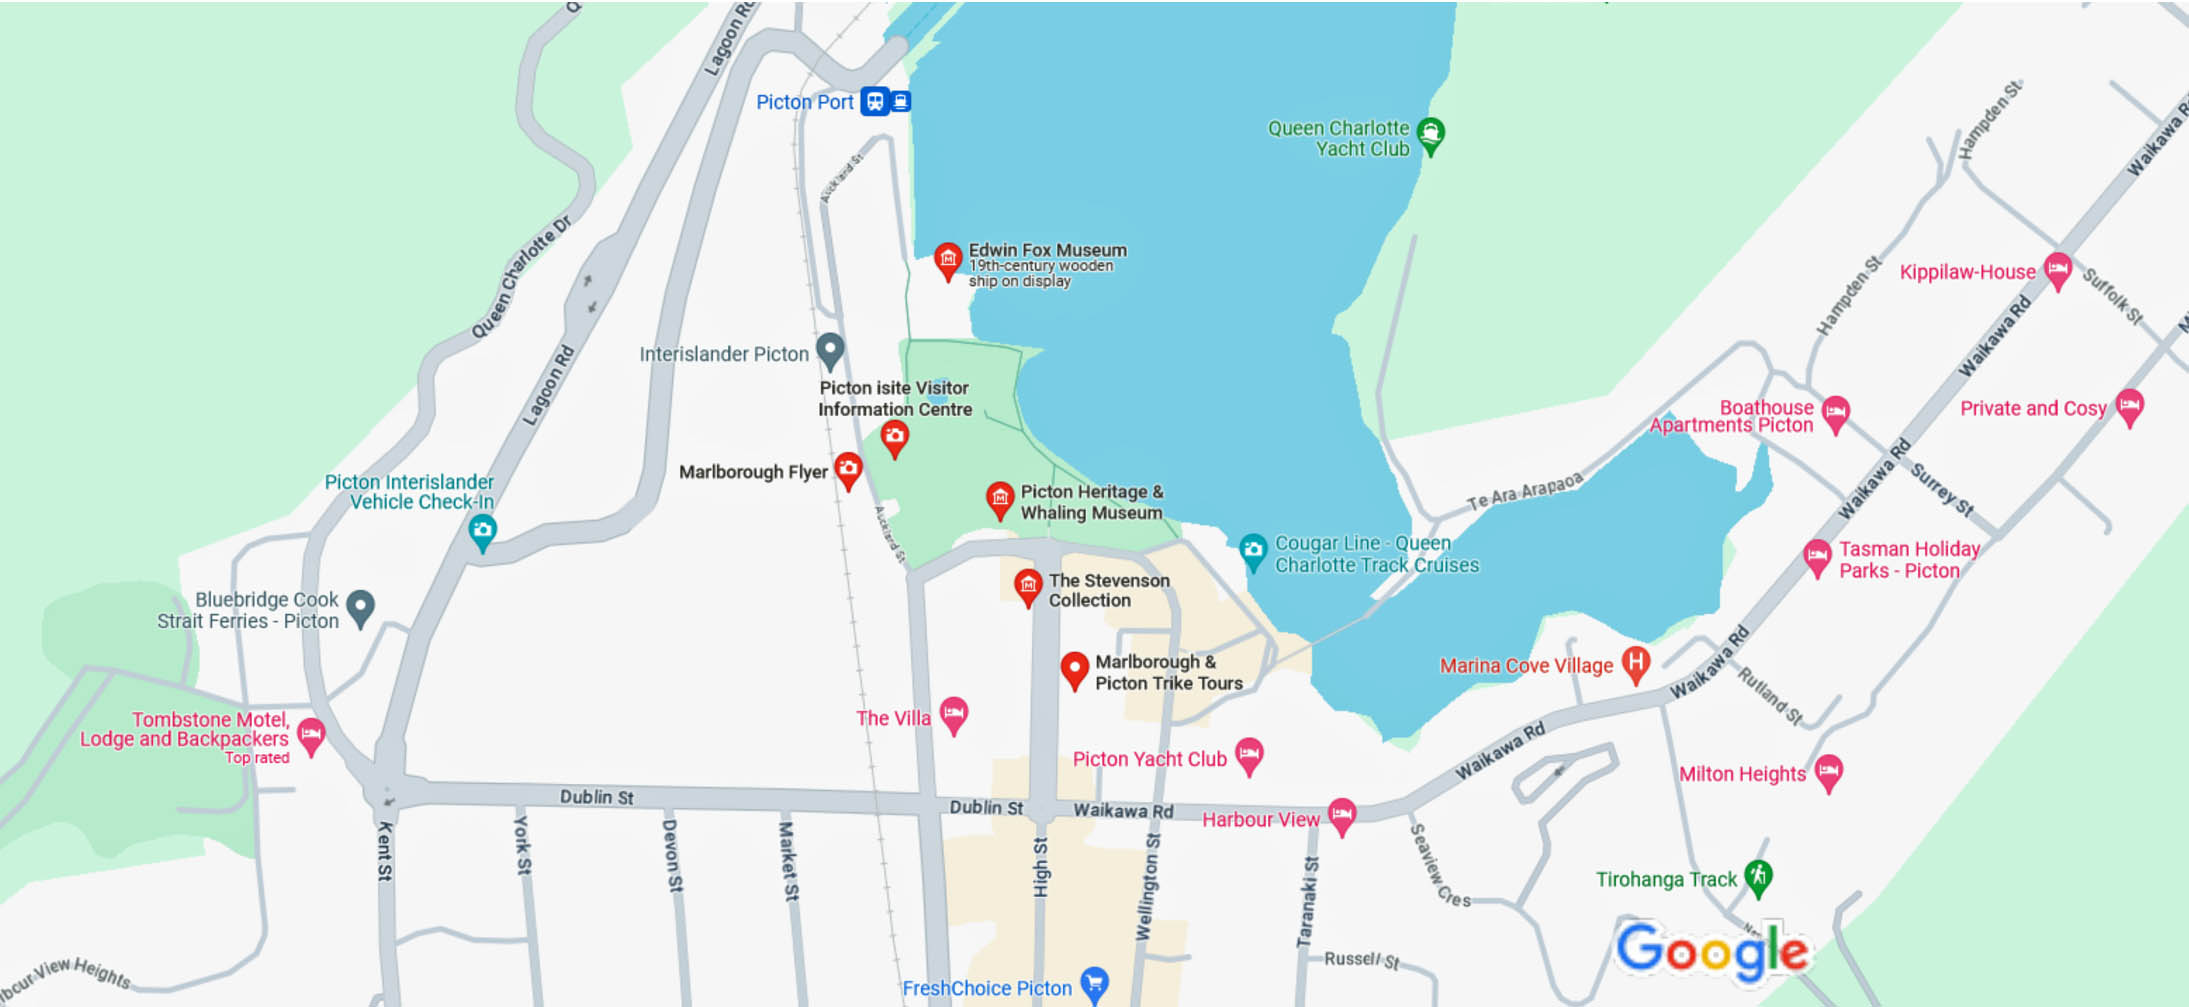 Lagoon Rd
Picton Port
Queen Charlotte
Yacht Club
Hampden St
Waikawa Rd
Auckland St
Queen Charlotte Dr
Edwin Fox Museum
19th-century wooden
ship on display
Kippilaw-House
Suffolk St
Hampden St
Waikawa Rd
Interislander Picton
Lagoon Rd
Picton isite Visitor
Information Centre
Boathouse
Apartments Picton
Private and Cosy
Marlborough Flyer
Waikawa Rd
Surrey St
Picton Interislander
Vehicle Check-In
Picton Heritage &
Whaling Museum
Te Ara Arapaoa
Auckland St
Cougar Line - Queen
Charlotte Track Cruises
Tasman Holiday
Parks - Picton
The Stevenson
Collection
Bluebridge Cook
Strait Ferries - Picton
Marlborough &
Picton Trike Tours
Marina Cove Village
Waikawa Rd
Rutland St
Tombstone Motel,
Lodge and Backpackers
Top rated
The Villa
Picton Yacht Club
Waikawa Rd
Milton Heights
Dublin St
Dublin St
Waikawa Rd
Harbour View
Kent St
York St
Devon St
Market St
High St
Wellington St
Taranaki St
Seaview Cres
Tirohanga Track
Russell St
View Heights
FreshChoice Picton
Google